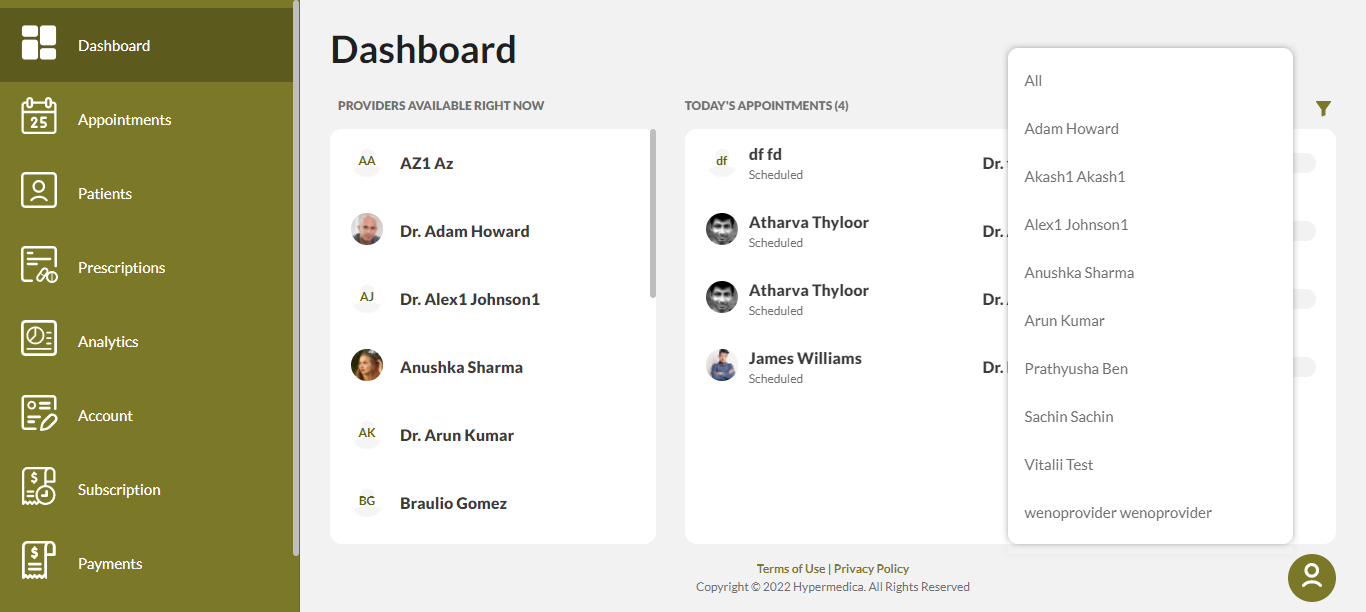 Dashboard
25
Appointments
Patients
Prescriptions
Analytics
Account
$
Subscription
$
Payments
Dashboard
PROVIDERS AVAILABLE RIGHT NOW
AA AZ1 Az
Dr. Adam Howard
AJ Dr. Alex1 Johnson1
Anushka Sharma
AK Dr. Arun Kumar
BG Braulio Gomez
TODAY'S APPOINTMENTS (4)
df df fd Dr.
Scheduled
Atharva Thyloor Dr.
Scheduled
Atharva Thyloor Dr.
Scheduled
James Williams Dr.
Scheduled
All
Adam Howard
Akash1 Akash1
Alex1 Johnson1
Anushka Sharma
Arun Kumar
Prathyusha Ben
Sachin Sachin
Vitalii Test
wenoprovider wenoprovider
Terms of Use | Privacy Policy
Copyright © 2022 Hypermedica. All Rights Reserved